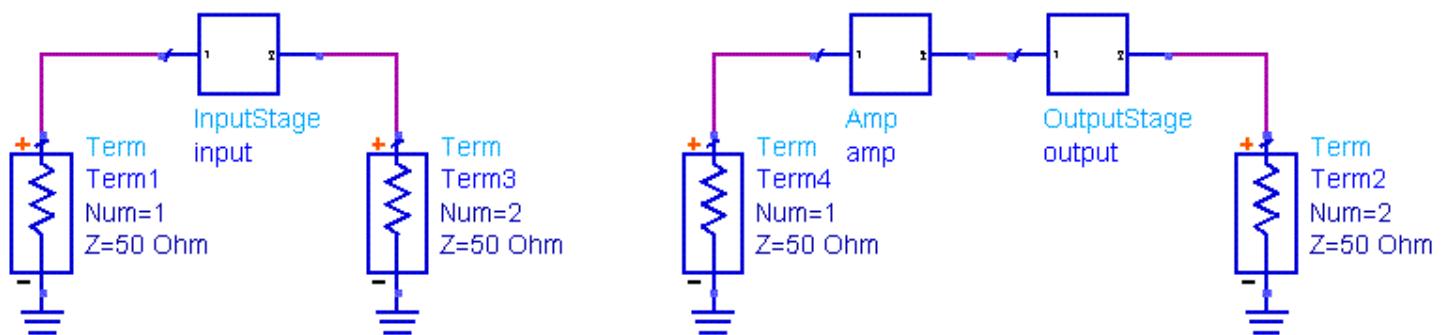 1 2
InputStage
input
+
Term
Term1
Num=1
Z=50 Ohm
-
+
Term
Term3
Num=2
Z=50 Ohm
-
1 2
Amp
amp
1 2
OutputStage
output
+
Term
Term4
Num=1
Z=50 Ohm
-
+
Term
Term2
Num=2
Z=50 Ohm
-